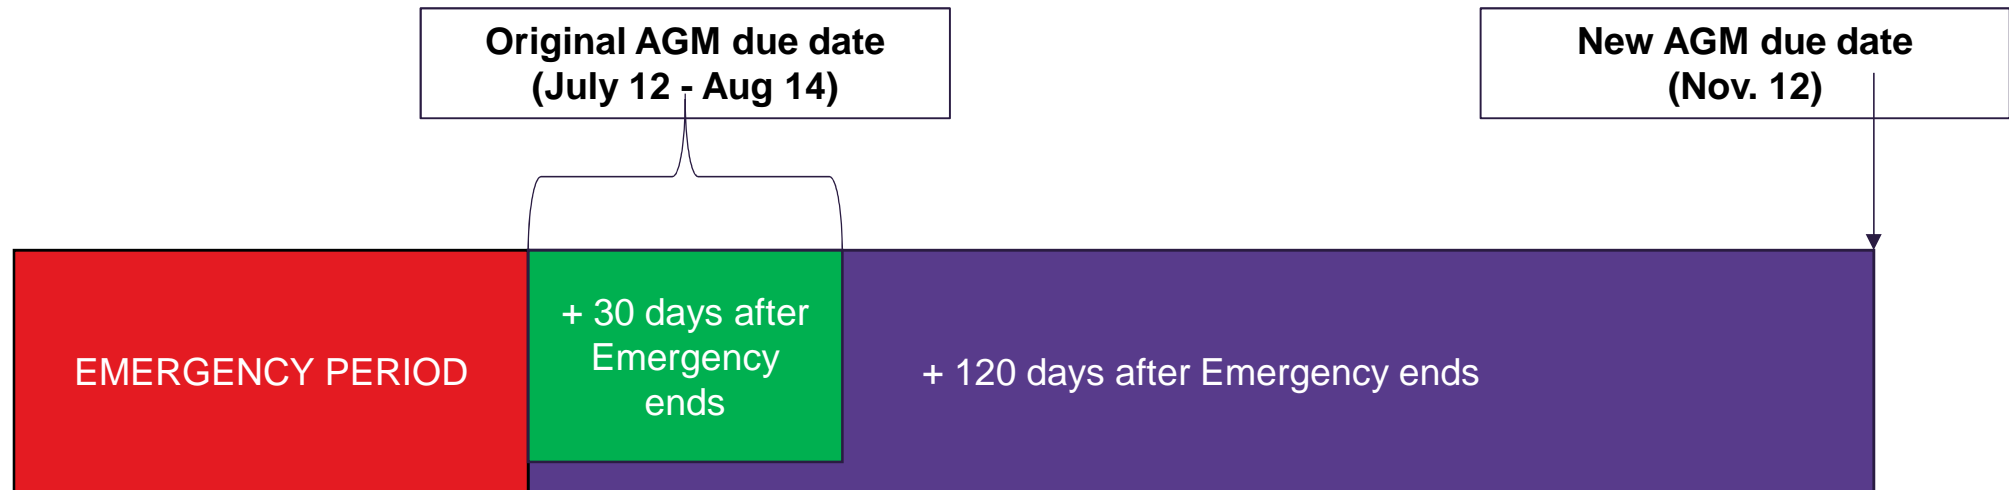 Original AGM due date
(July 12 - Aug 14)
New AGM due date
(Nov. 12)
EMERGENCY PERIOD
+ 30 days after
Emergency
ends
+ 120 days after Emergency ends